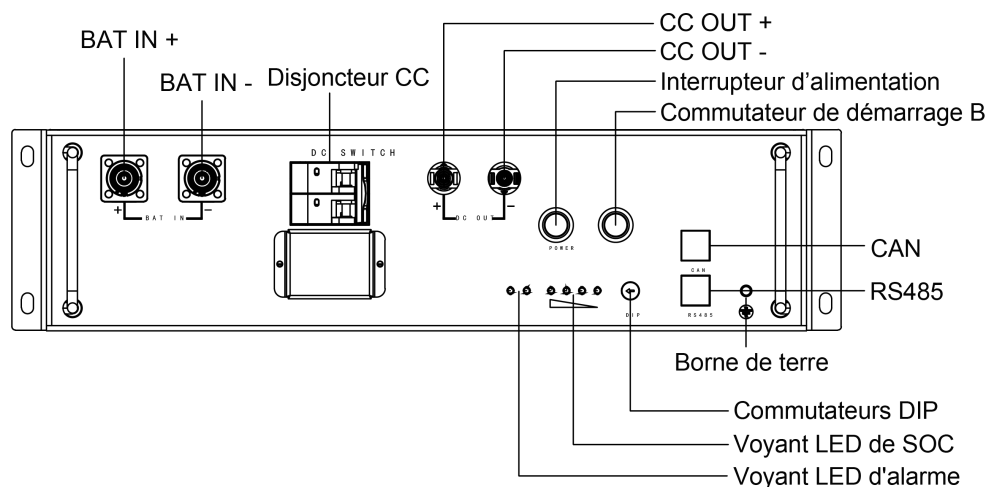 CC OUT +
BAT IN +
CC OUT -
BAT IN -
Disjoncteur CC
Interrupteur d'alimentation
Commutateur de démarrage B
DC SWITCH
+ BAT IN −
+ DC OUT −
POWER
CAN
CAN
RS485
DIP
RS485
Borne de terre
Commutateurs DIP
Voyant LED de SOC
Voyant LED d'alarme